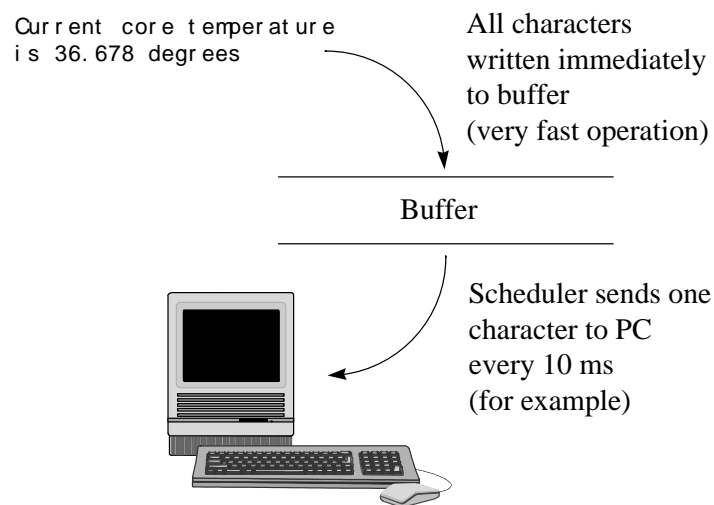 Current core temperature
is 36.678 degrees
All characters
written immediately
to buffer
(very fast operation)
Buffer
Scheduler sends one
character to PC
every 10 ms
(for example)